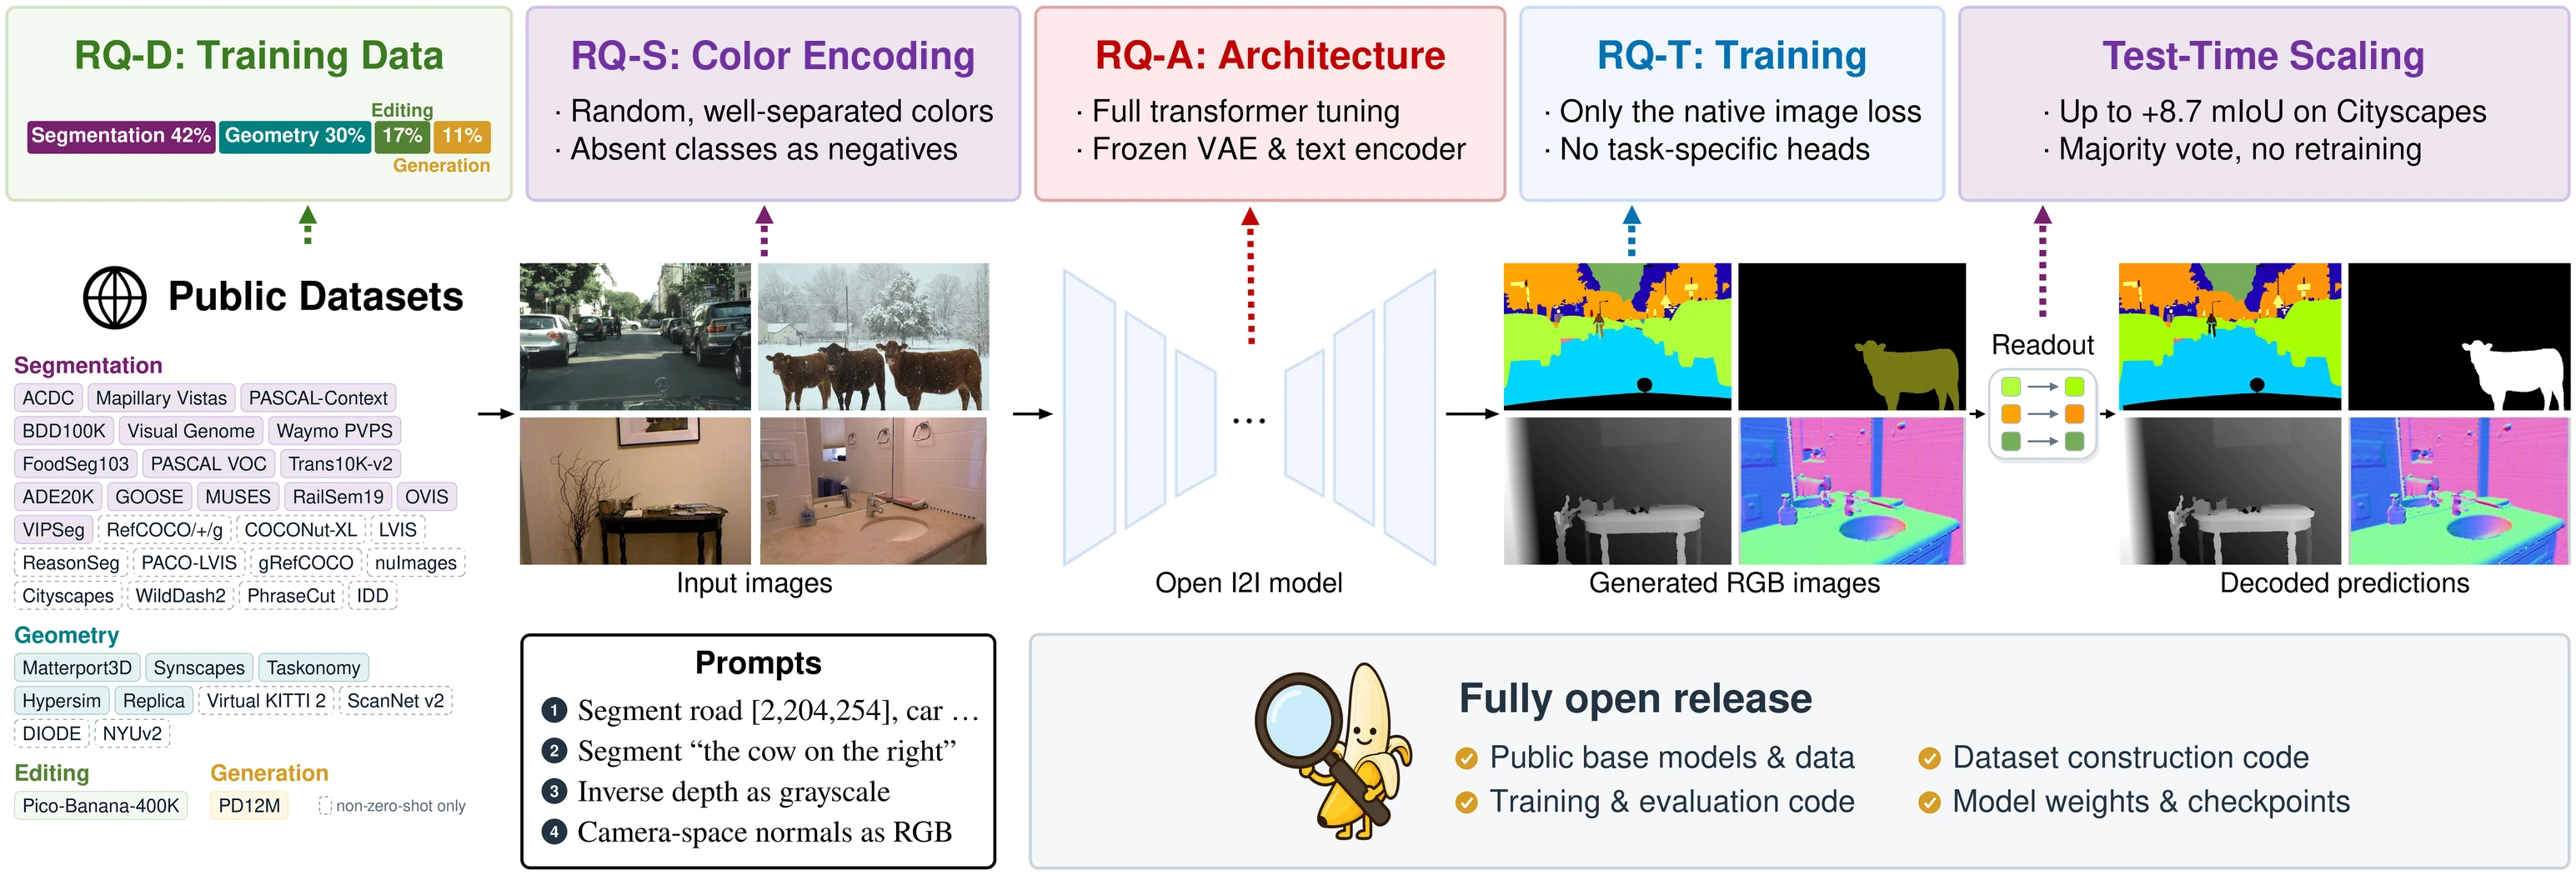 RQ-D: Training Data
Editing
Segmentation 42% Geometry 30% 17% 11%
Generation
RQ-S: Color Encoding
· Random, well-separated colors
· Absent classes as negatives
RQ-A: Architecture
· Full transformer tuning
· Frozen VAE & text encoder
RQ-T: Training
· Only the native image loss
· No task-specific heads
Test-Time Scaling
· Up to +8.7 mIoU on Cityscapes
· Majority vote, no retraining
Public Datasets
Segmentation
ACDC Mapillary Vistas PASCAL-Context
BDD100K Visual Genome Waymo PVPS
FoodSeg103 PASCAL VOC Trans10K-v2
ADE20K GOOSE MUSES RailSem19 OVIS
VIPSeg RefCOCO/+/g COCONut-XL LVIS
ReasonSeg PACO-LVIS gRefCOCO nuImages
Cityscapes WildDash2 PhraseCut IDD
Geometry
Matterport3D Synscapes Taskonomy
Hypersim Replica Virtual KITTI 2 ScanNet v2
DIODE NYUv2
Editing Generation
Pico-Banana-400K PD12M non-zero-shot only
Input images
...
Open I2I model
Generated RGB images
Readout
Decoded predictions
Prompts
1 Segment road [2,204,254], car …
2 Segment “the cow on the right”
3 Inverse depth as grayscale
4 Camera-space normals as RGB
Fully open release
Public base models & data
Training & evaluation code
Dataset construction code
Model weights & checkpoints